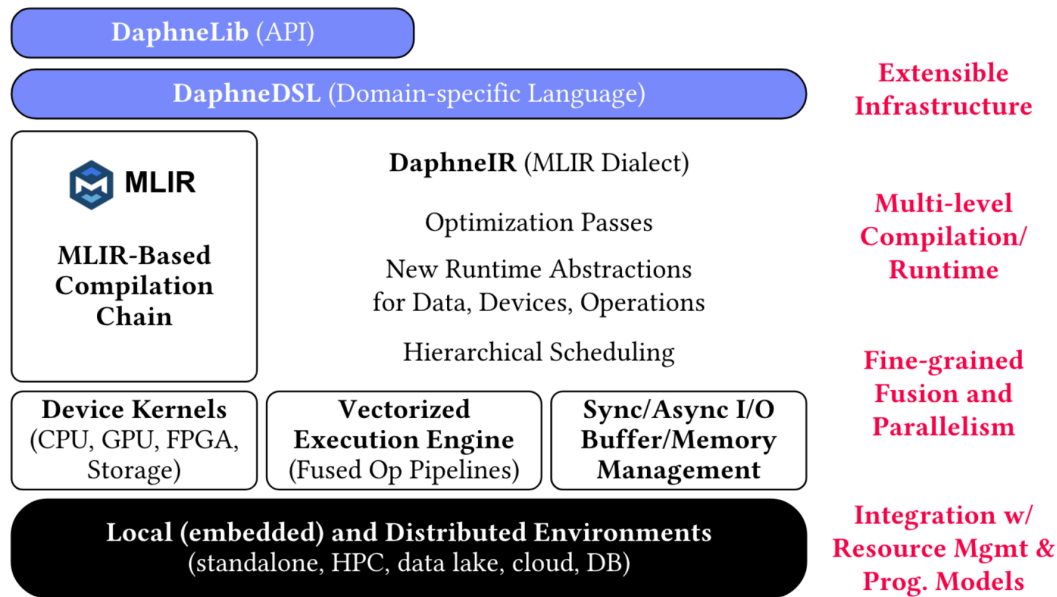 DaphneLib (API)
DaphneDSL (Domain-specific Language)
MLIR
MLIR-Based
Compilation
Chain
DaphneIR (MLIR Dialect)
Optimization Passes
New Runtime Abstractions
for Data, Devices, Operations
Hierarchical Scheduling
Device Kernels
(CPU, GPU, FPGA,
Storage)
Vectorized
Execution Engine
(Fused Op Pipelines)
Sync/Async I/O
Buffer/Memory
Management
Local (embedded) and Distributed Environments
(standalone, HPC, data lake, cloud, DB)
Extensible
Infrastructure
Multi-level
Compilation/
Runtime
Fine-grained
Fusion and
Parallelism
Integration w/
Resource Mgmt &
Prog. Models